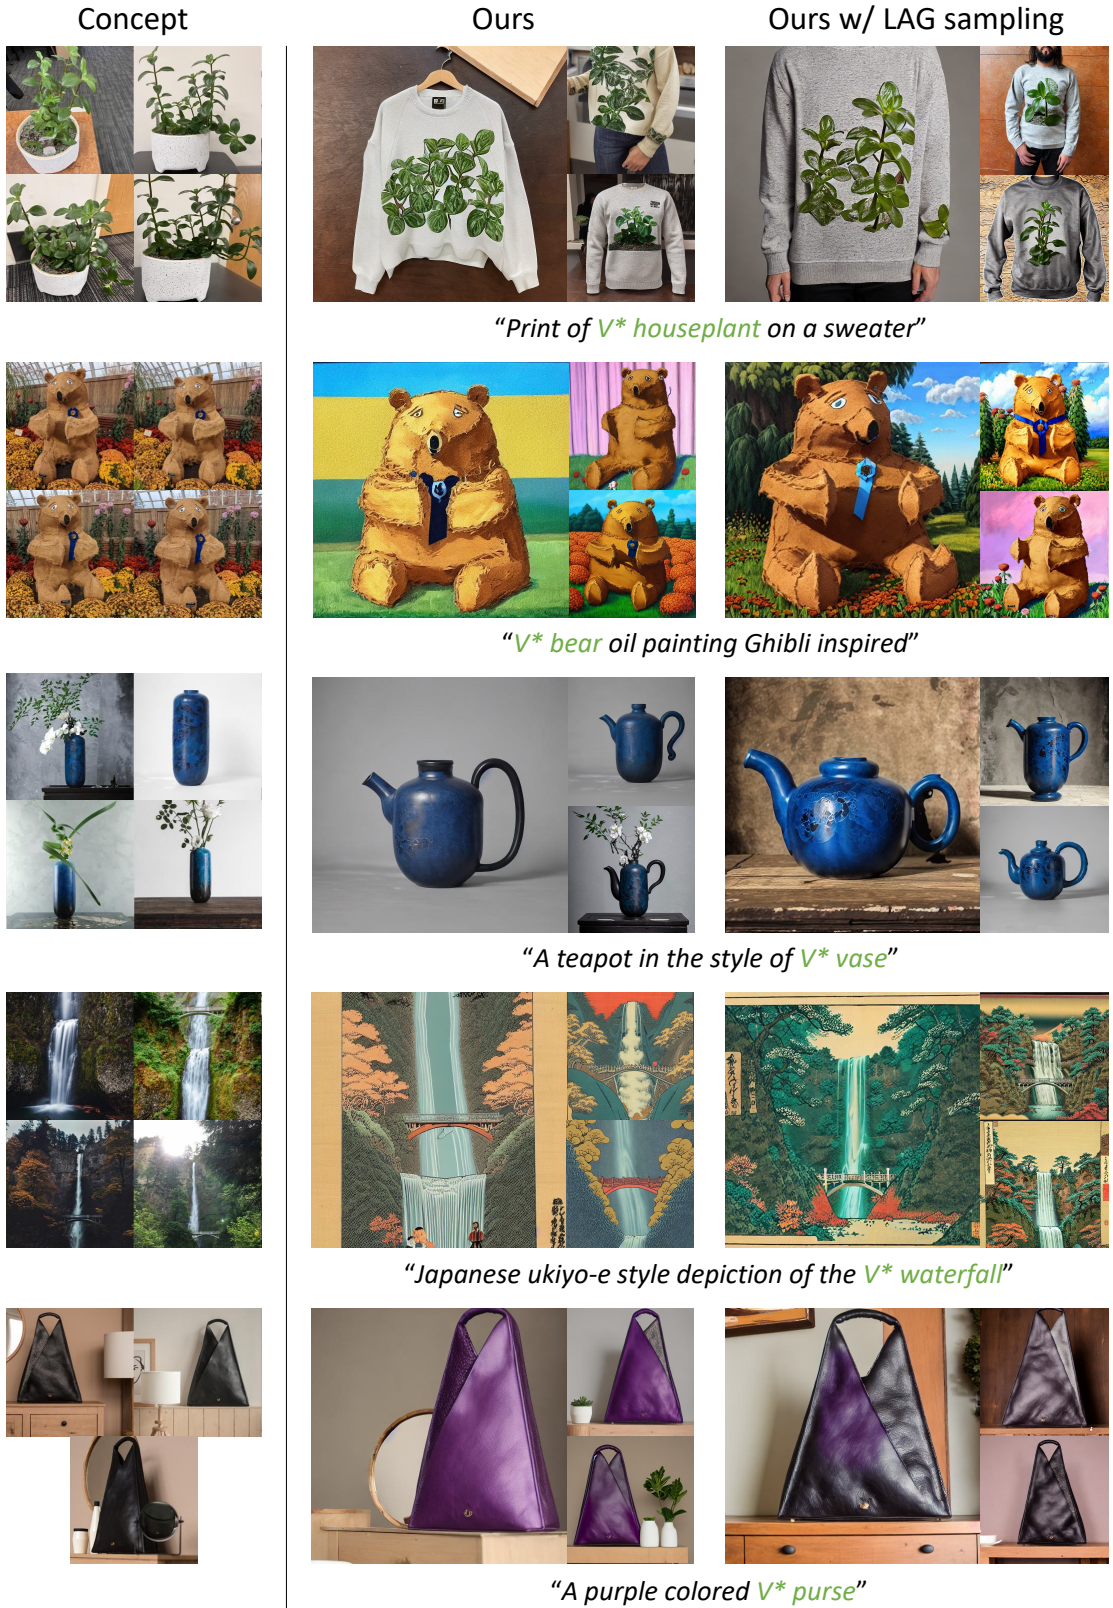 Concept
Ours
Ours w/ LAG sampling
“Print of V* houseplant on a sweater”
“V* bear oil painting Ghibli inspired”
“A teapot in the style of V* vase”
“Japanese ukiyo-e style depiction of the V* waterfall”
“A purple colored V* purse”